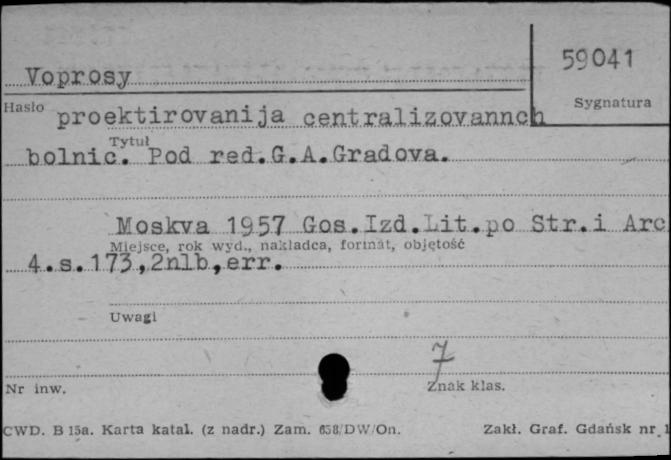 59041
Voprosy
Hasło
Sygnatura
proektirovanija centralizovannch
Tytuł
bolnic. Pod red.G.A.Gradova.
Moskva 1957 Gos.Izd.Lit.po Str.i Arc
Miejsce, rok wyd., nakładca, format, objętość
4.s.173,2nlb,err.
Uwagi
7
Nr inw.
Znak klas.
CWD. B 15a. Karta katal. (z nadr.) Zam. 658/DW/On.
Zakł. Graf. Gdańsk nr 1